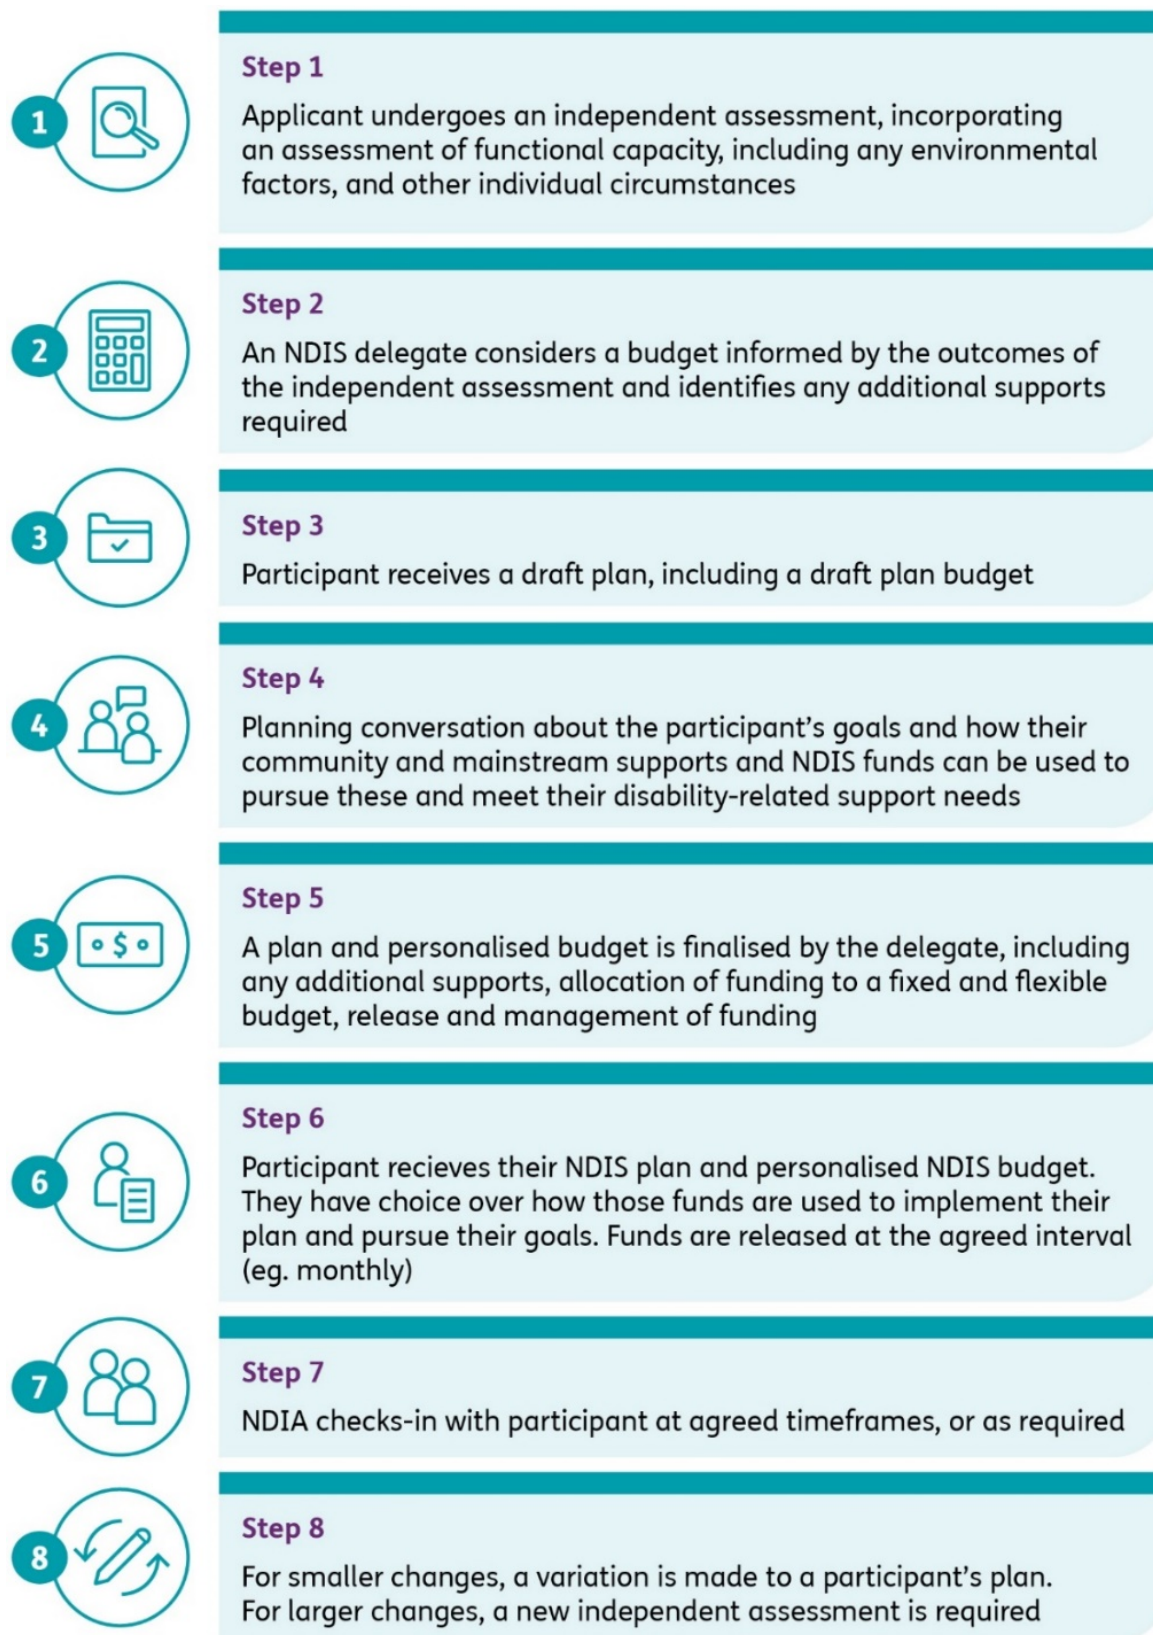 1
Step 1
Applicant undergoes an independent assessment, incorporating
an assessment of functional capacity, including any environmental
factors, and other individual circumstances
2
Step 2
An NDIS delegate considers a budget informed by the outcomes of
the independent assessment and identifies any additional supports
required
3
Step 3
Participant receives a draft plan, including a draft plan budget
4
Step 4
Planning conversation about the participant’s goals and how their
community and mainstream supports and NDIS funds can be used to
pursue these and meet their disability-related support needs
5
$
Step 5
A plan and personalised budget is finalised by the delegate, including
any additional supports, allocation of funding to a fixed and flexible
budget, release and management of funding
6
Step 6
Participant recieves their NDIS plan and personalised NDIS budget.
They have choice over how those funds are used to implement their
plan and pursue their goals. Funds are released at the agreed interval
(eg. monthly)
7
Step 7
NDIA checks-in with participant at agreed timeframes, or as required
8
Step 8
For smaller changes, a variation is made to a participant’s plan.
For larger changes, a new independent assessment is required